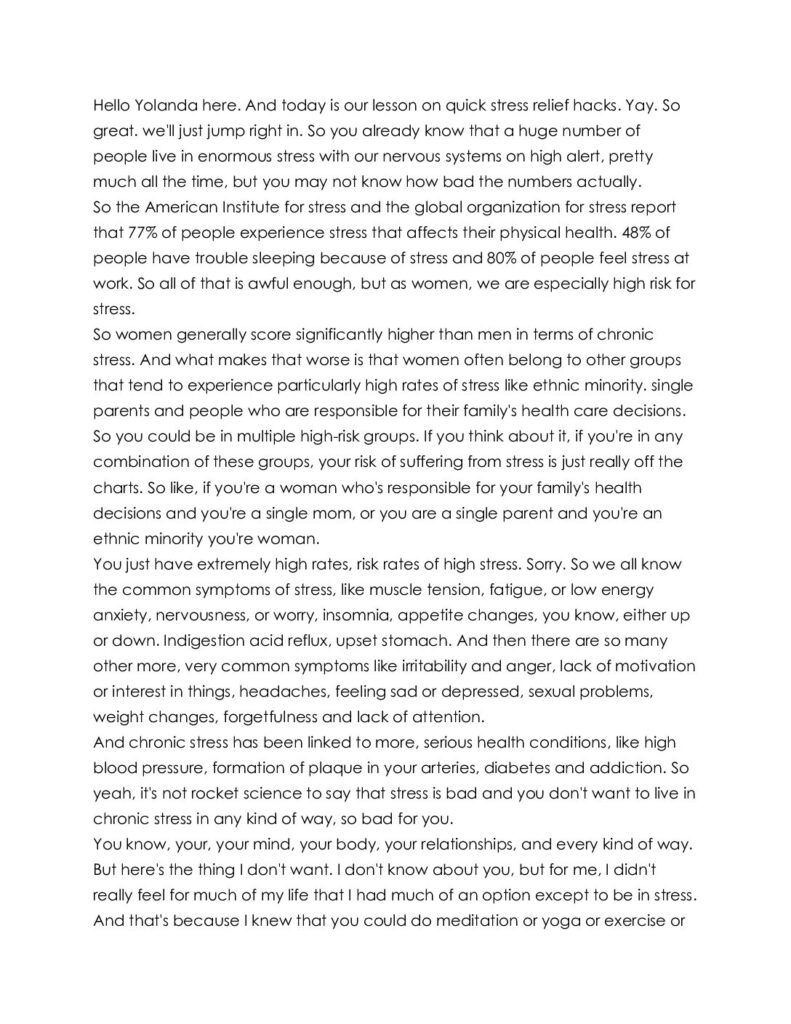 Hello Yolanda here. And today is our lesson on quick stress relief hacks. Yay. So
great. we'll just jump right in. So you already know that a huge number of
people live in enormous stress with our nervous systems on high alert, pretty
much all the time, but you may not know how bad the numbers actually.
So the American Institute for stress and the global organization for stress report
that 77% of people experience stress that affects their physical health. 48% of
people have trouble sleeping because of stress and 80% of people feel stress at
work. So all of that is awful enough, but as women, we are especially high risk for
stress.
So women generally score significantly higher than men in terms of chronic
stress. And what makes that worse is that women often belong to other groups
that tend to experience particularly high rates of stress like ethnic minority. single
parents and people who are responsible for their family's health care decisions.
So you could be in multiple high-risk groups. If you think about it, if you're in any
combination of these groups, your risk of suffering from stress is just really off the
charts. So like, if you're a woman who's responsible for your family's health
decisions and you're a single mom, or you are a single parent and you're an
ethnic minority you're woman.
You just have extremely high rates, risk rates of high stress. Sorry. So we all know
the common symptoms of stress, like muscle tension, fatigue, or low energy
anxiety, nervousness, or worry, insomnia, appetite changes, you know, either up
or down. Indigestion acid reflux, upset stomach. And then there are so many
other more, very common symptoms like irritability and anger, lack of motivation
or interest in things, headaches, feeling sad or depressed, sexual problems,
weight changes, forgetfulness and lack of attention.
And chronic stress has been linked to more, serious health conditions, like high
blood pressure, formation of plaque in your arteries, diabetes and addiction. So
yeah, it's not rocket science to say that stress is bad and you don't want to live in
chronic stress in any kind of way, so bad for you.
You know, your, your mind, your body, your relationships, and every kind of way.
But here's the thing I don't want. I don't know about you, but for me, I didn't
really feel for much of my life that I had much of an option except to be in stress.
And that's because I knew that you could do meditation or yoga or exercise or